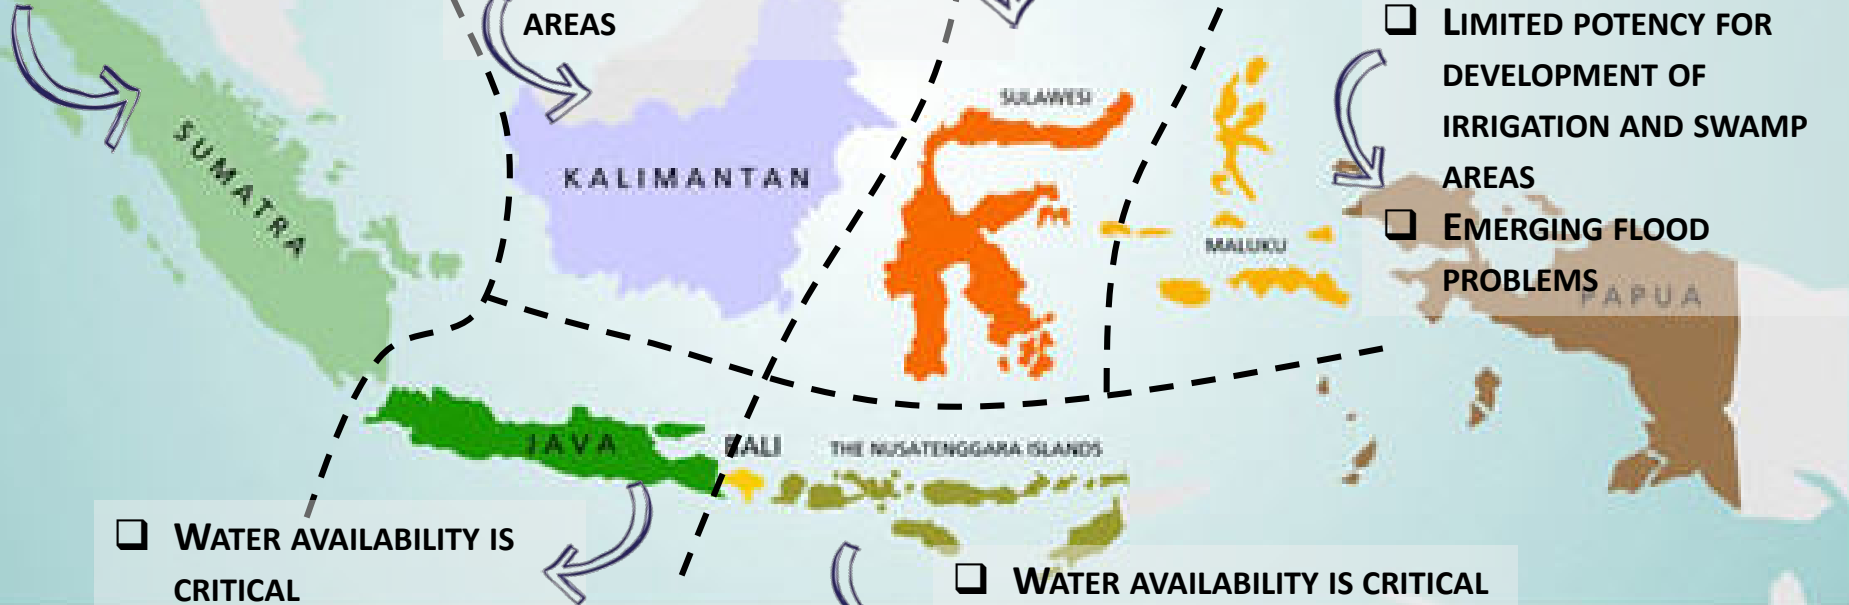 AREAS
❑ LIMITED POTENCY FOR
DEVELOPMENT OF
IRRIGATION AND SWAMP
AREAS
❑ EMERGING FLOOD
PROBLEMS
SUMATRA
KALIMANTAN
SULAWESI
MALUKU
PAPUA
JAVA
BALI
THE NUSATENGGARA ISLANDS
❑ WATER AVAILABILITY IS
CRITICAL
❑ WATER AVAILABILITY IS CRITICAL